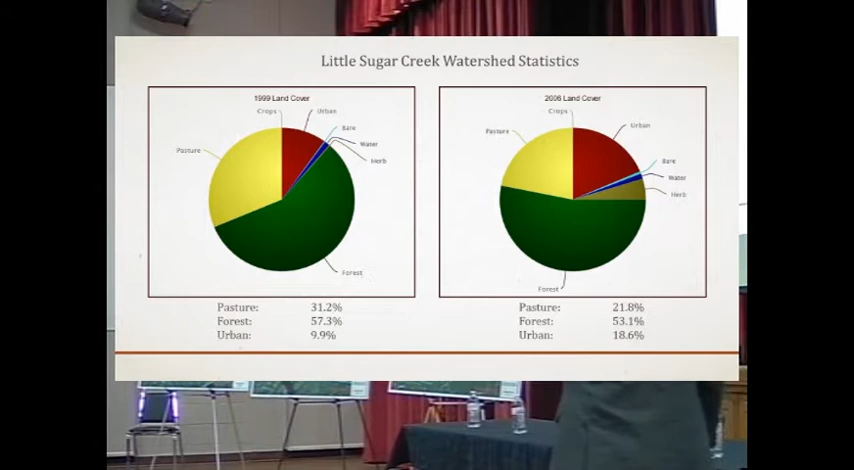 Little Sugar Creek Watershed Statistics
1999 Land Cover
Crops
Urban
Bare
Water
Herb
Pasture
Forest
Pasture: 31.2%
Forest: 57.3%
Urban: 9.9%
2006 Land Cover
Crops
Urban
Pasture
Bare
Water
Herb
Forest
Pasture: 21.8%
Forest: 53.1%
Urban: 18.6%